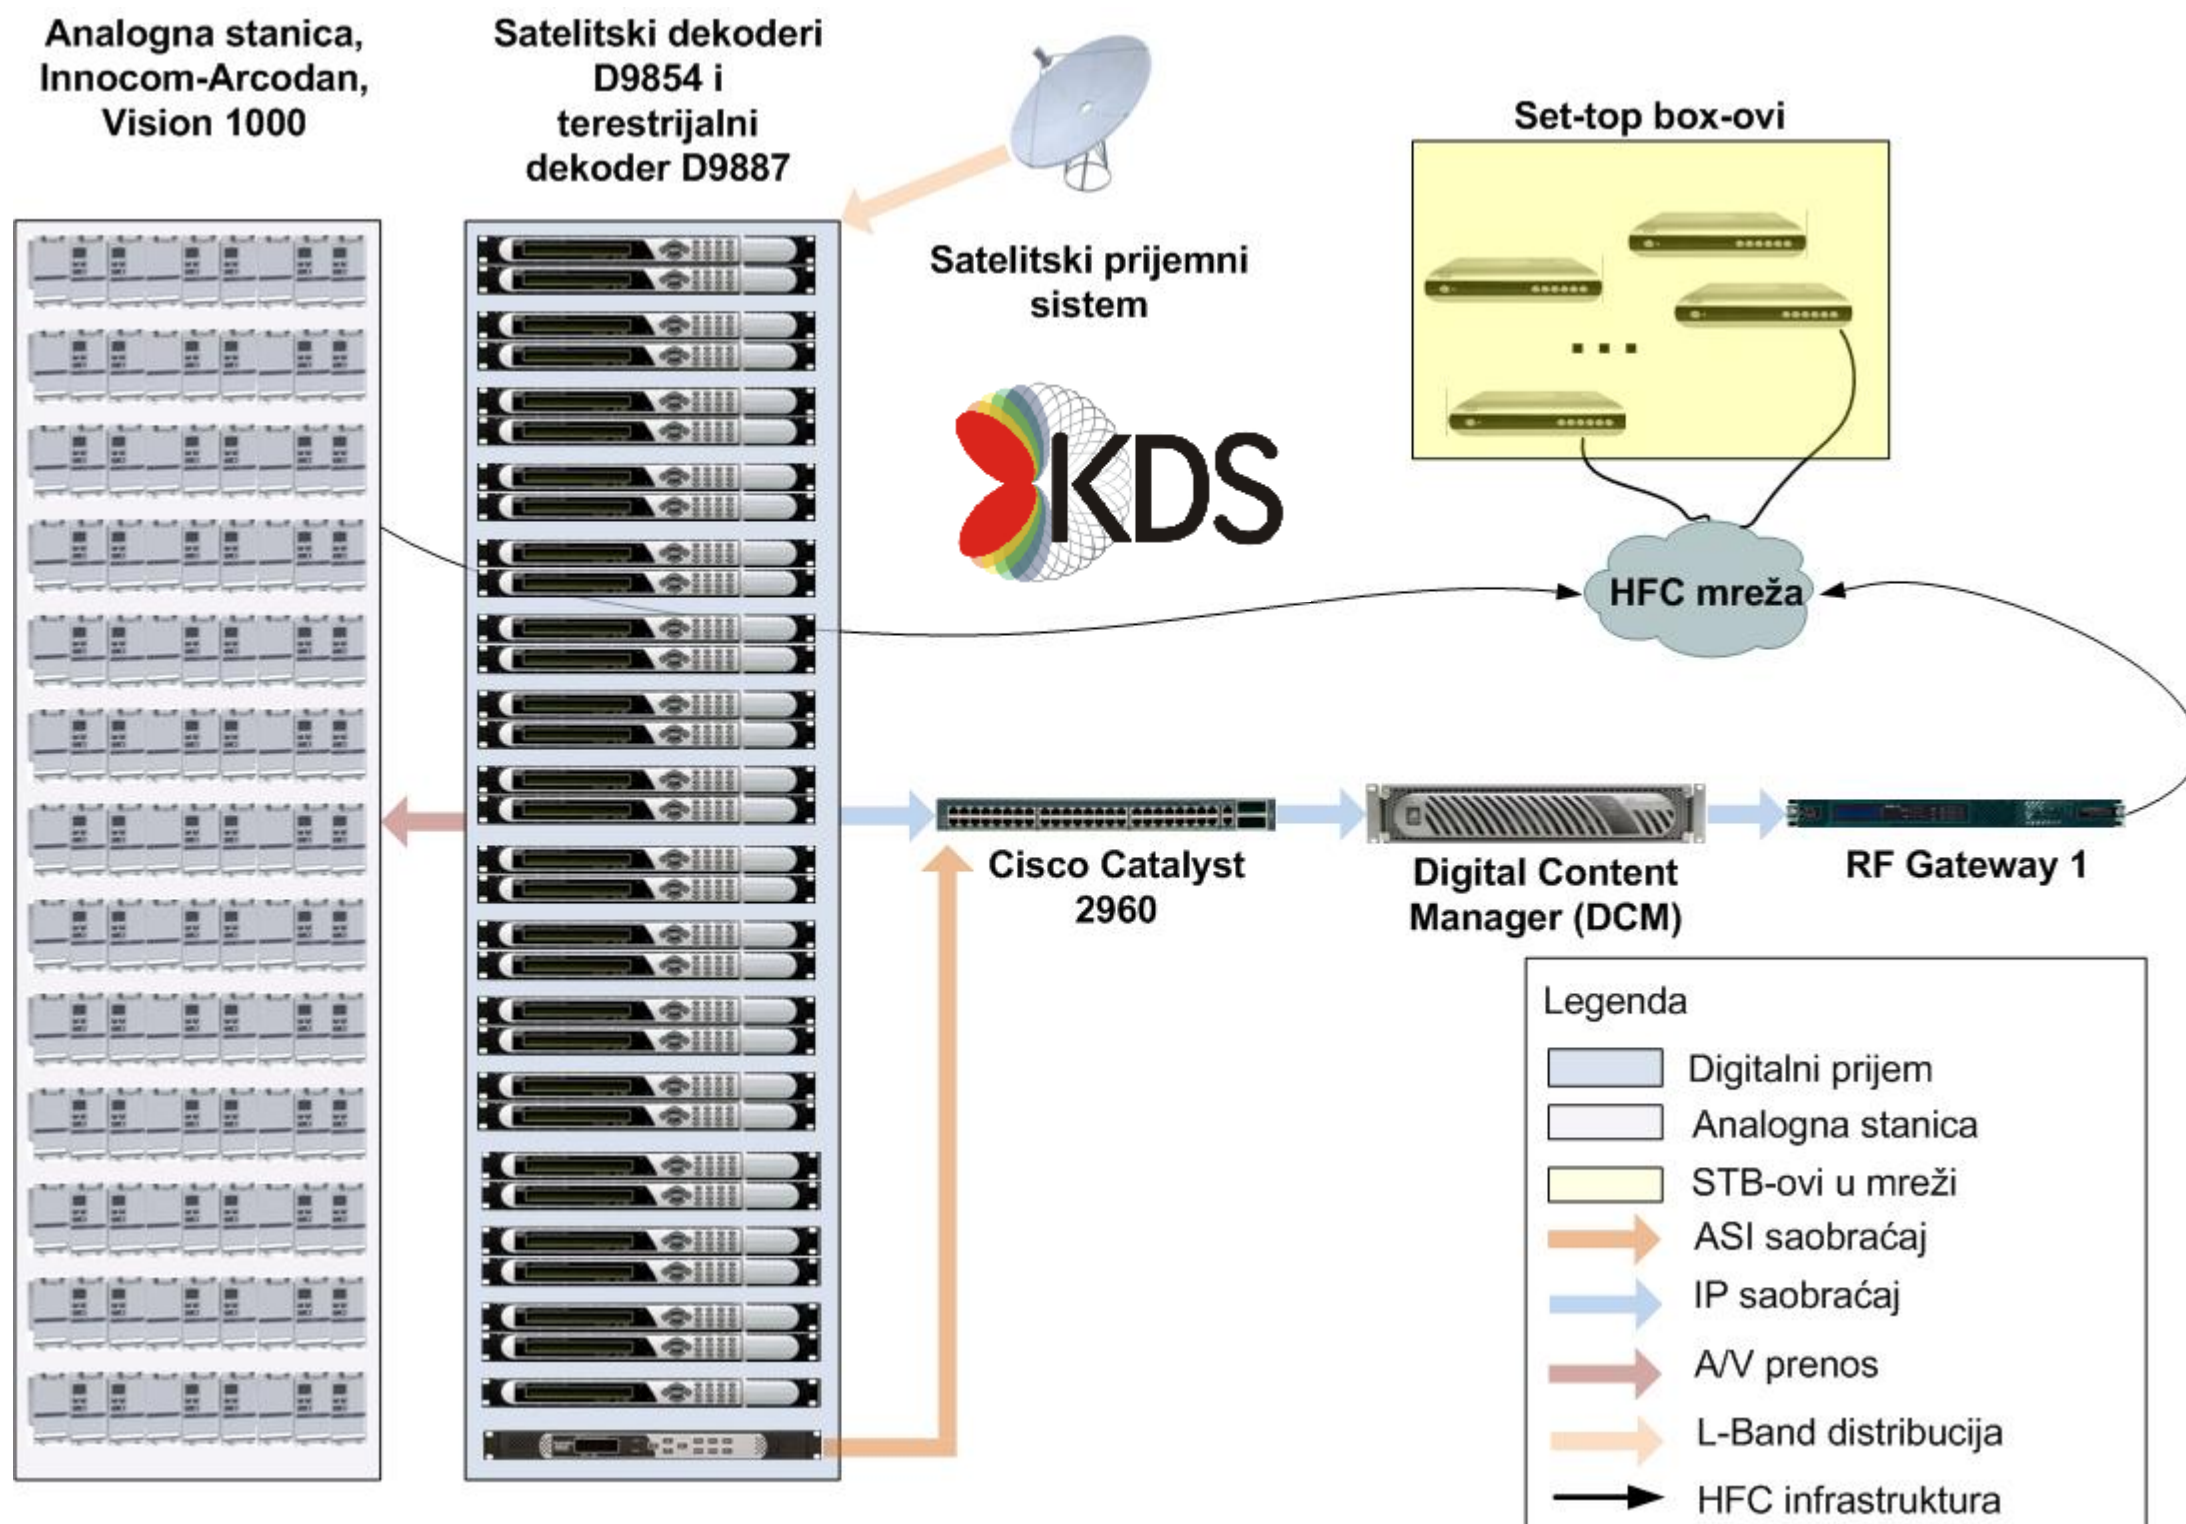 Analogna stanica,
Innocom-Arcodan,
Vision 1000
Satelitski dekoderi
D9854 i
terestrijalni
dekoder D9887
Satelitski prijemni
sistem
Set-top box-ovi
KDS
HFC mreža
Cisco Catalyst
2960
Digital Content
Manager (DCM)
RF Gateway 1
Legenda
Digitalni prijem
Analogna stanica
STB-ovi u mreži
ASI saobraćaj
IP saobraćaj
A/V prenos
L-Band distribucija
HFC infrastruktura